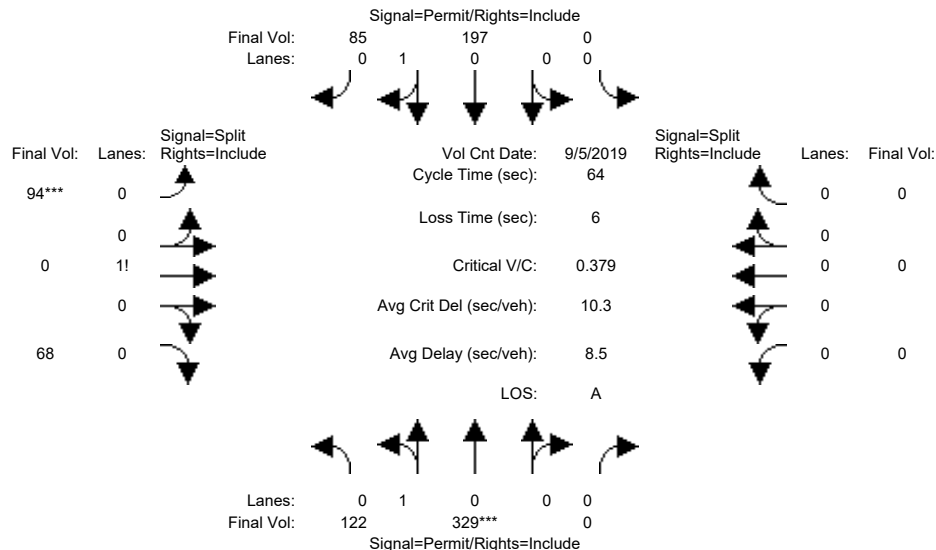 Signal=Permit/Rights=Include
Final Vol: 85 197 0
Lanes: 0 1 0 0 0
Signal=Split
Final Vol: Lanes: Rights=Include
Vol Cnt Date: 9/5/2019
Signal=Split
Rights=Include Lanes: Final Vol:
94*** 0
Cycle Time (sec): 64
0 0
Loss Time (sec): 6
0 0
0 1! Critical V/C: 0.379 0 0
0 Avg Crit Del (sec/veh): 10.3 0
68 0 Avg Delay (sec/veh): 8.5 0 0
LOS: A
Lanes: 0 1 0 0 0
Final Vol: 122 329*** 0
Signal=Permit/Rights=Include